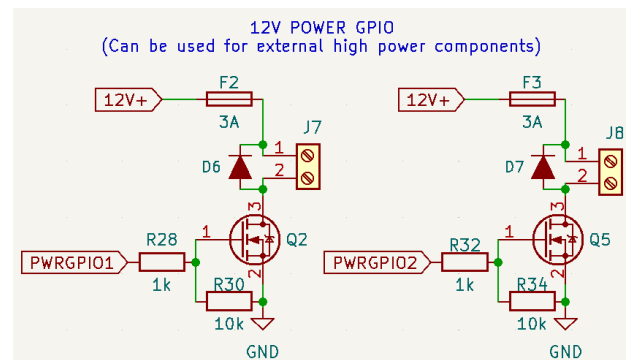 12V POWER GPIO
(Can be used for external high power components)
F2
12V+
3A
J7
1
2
D6
3
1
Q2
R28
PWRGPIO1
2
1k
R30
10k
GND
F3
12V+
3A
J8
1
2
D7
3
1
Q5
R32
PWRGPIO2
2
1k
R34
10k
GND